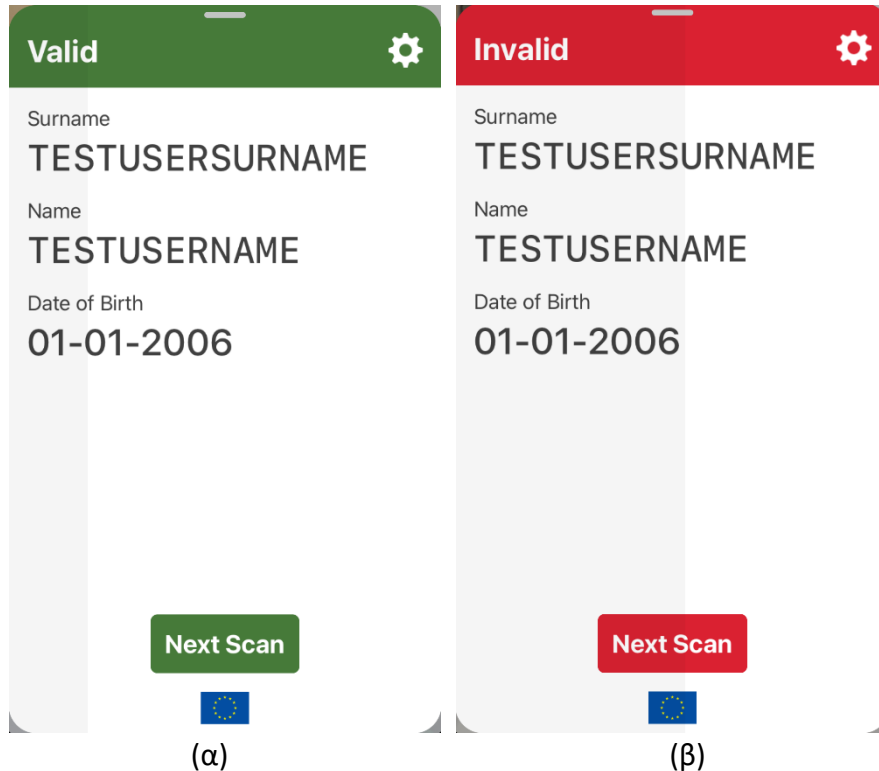 Valid
Surname
TESTUSERSURNAME
Name
TESTUSERNAME
Date of Birth
01-01-2006
Next Scan
(α)
Invalid
Surname
TESTUSERSURNAME
Name
TESTUSERNAME
Date of Birth
01-01-2006
Next Scan
(β)